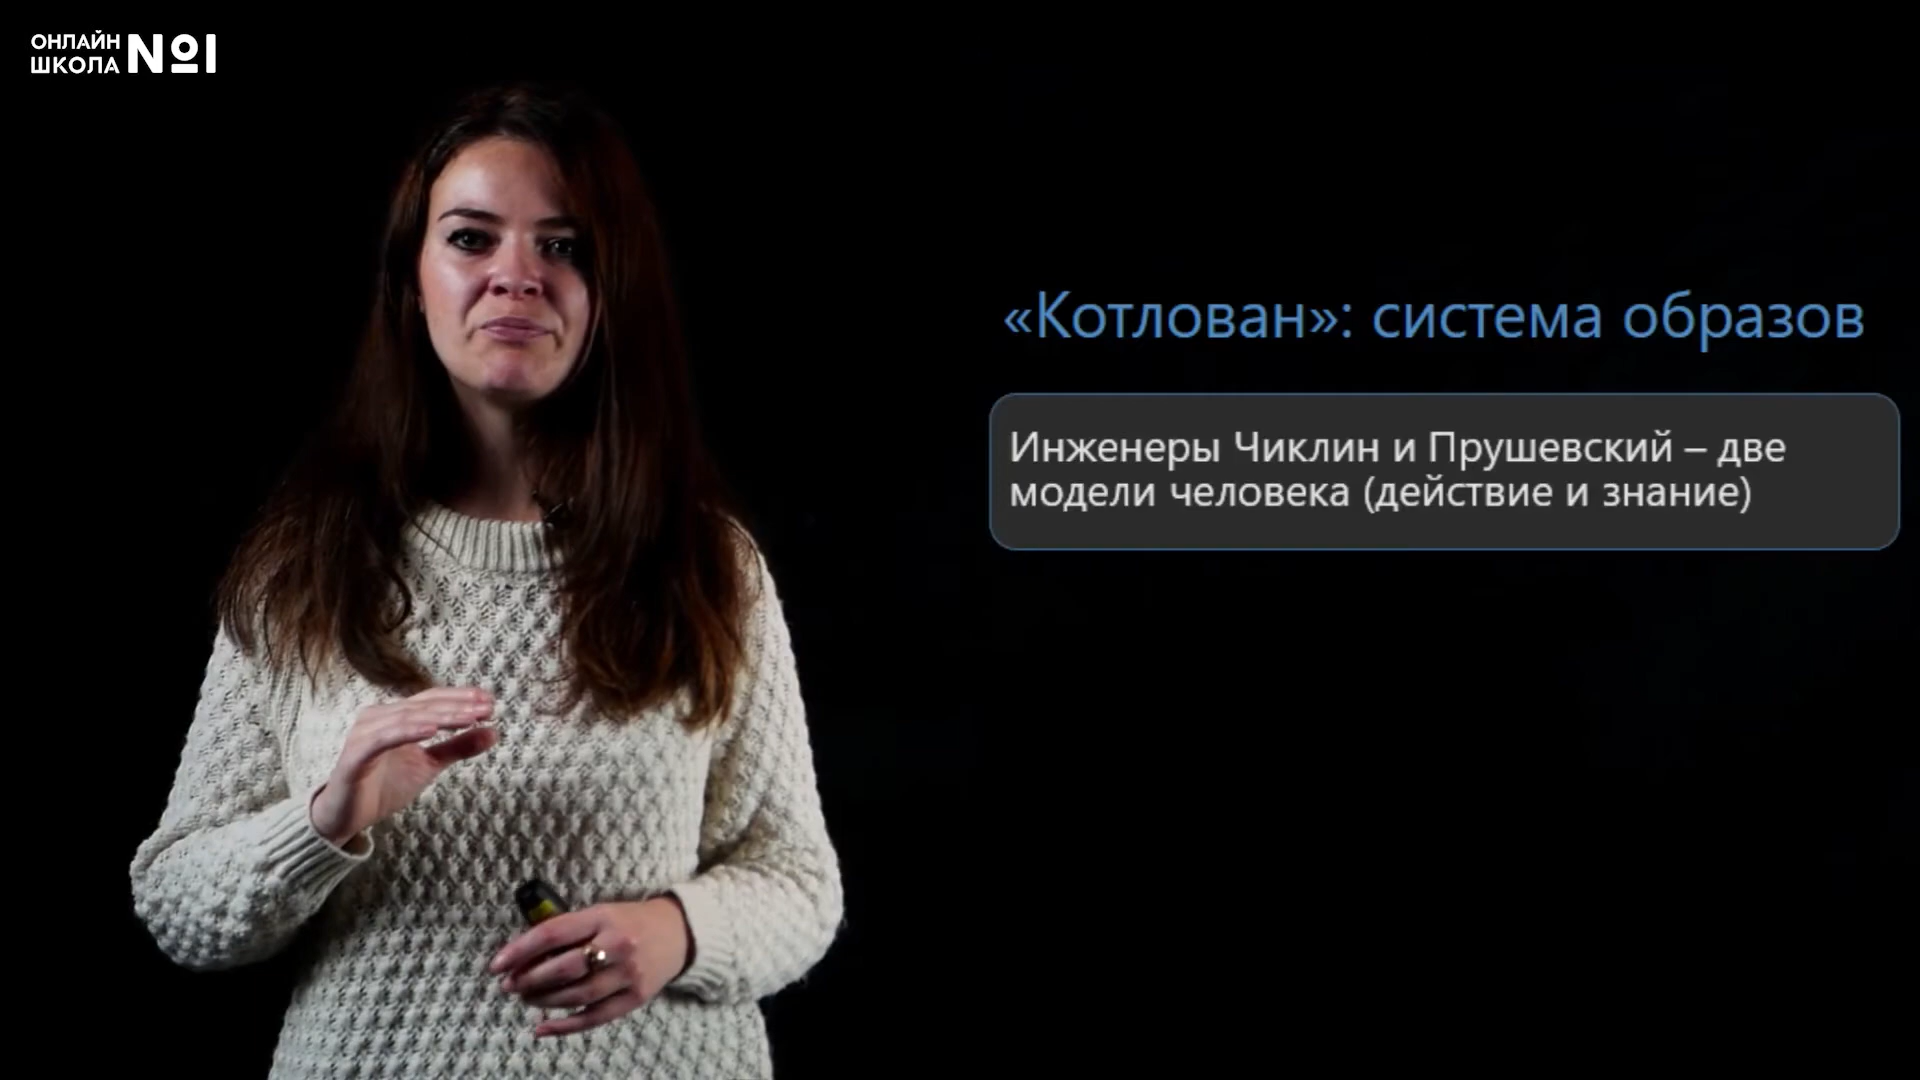 ОНЛАЙН
ШКОЛА №1
«Котлован»: система образов
Инженеры Чиклин и Прушевский – две
модели человека (действие и знание)